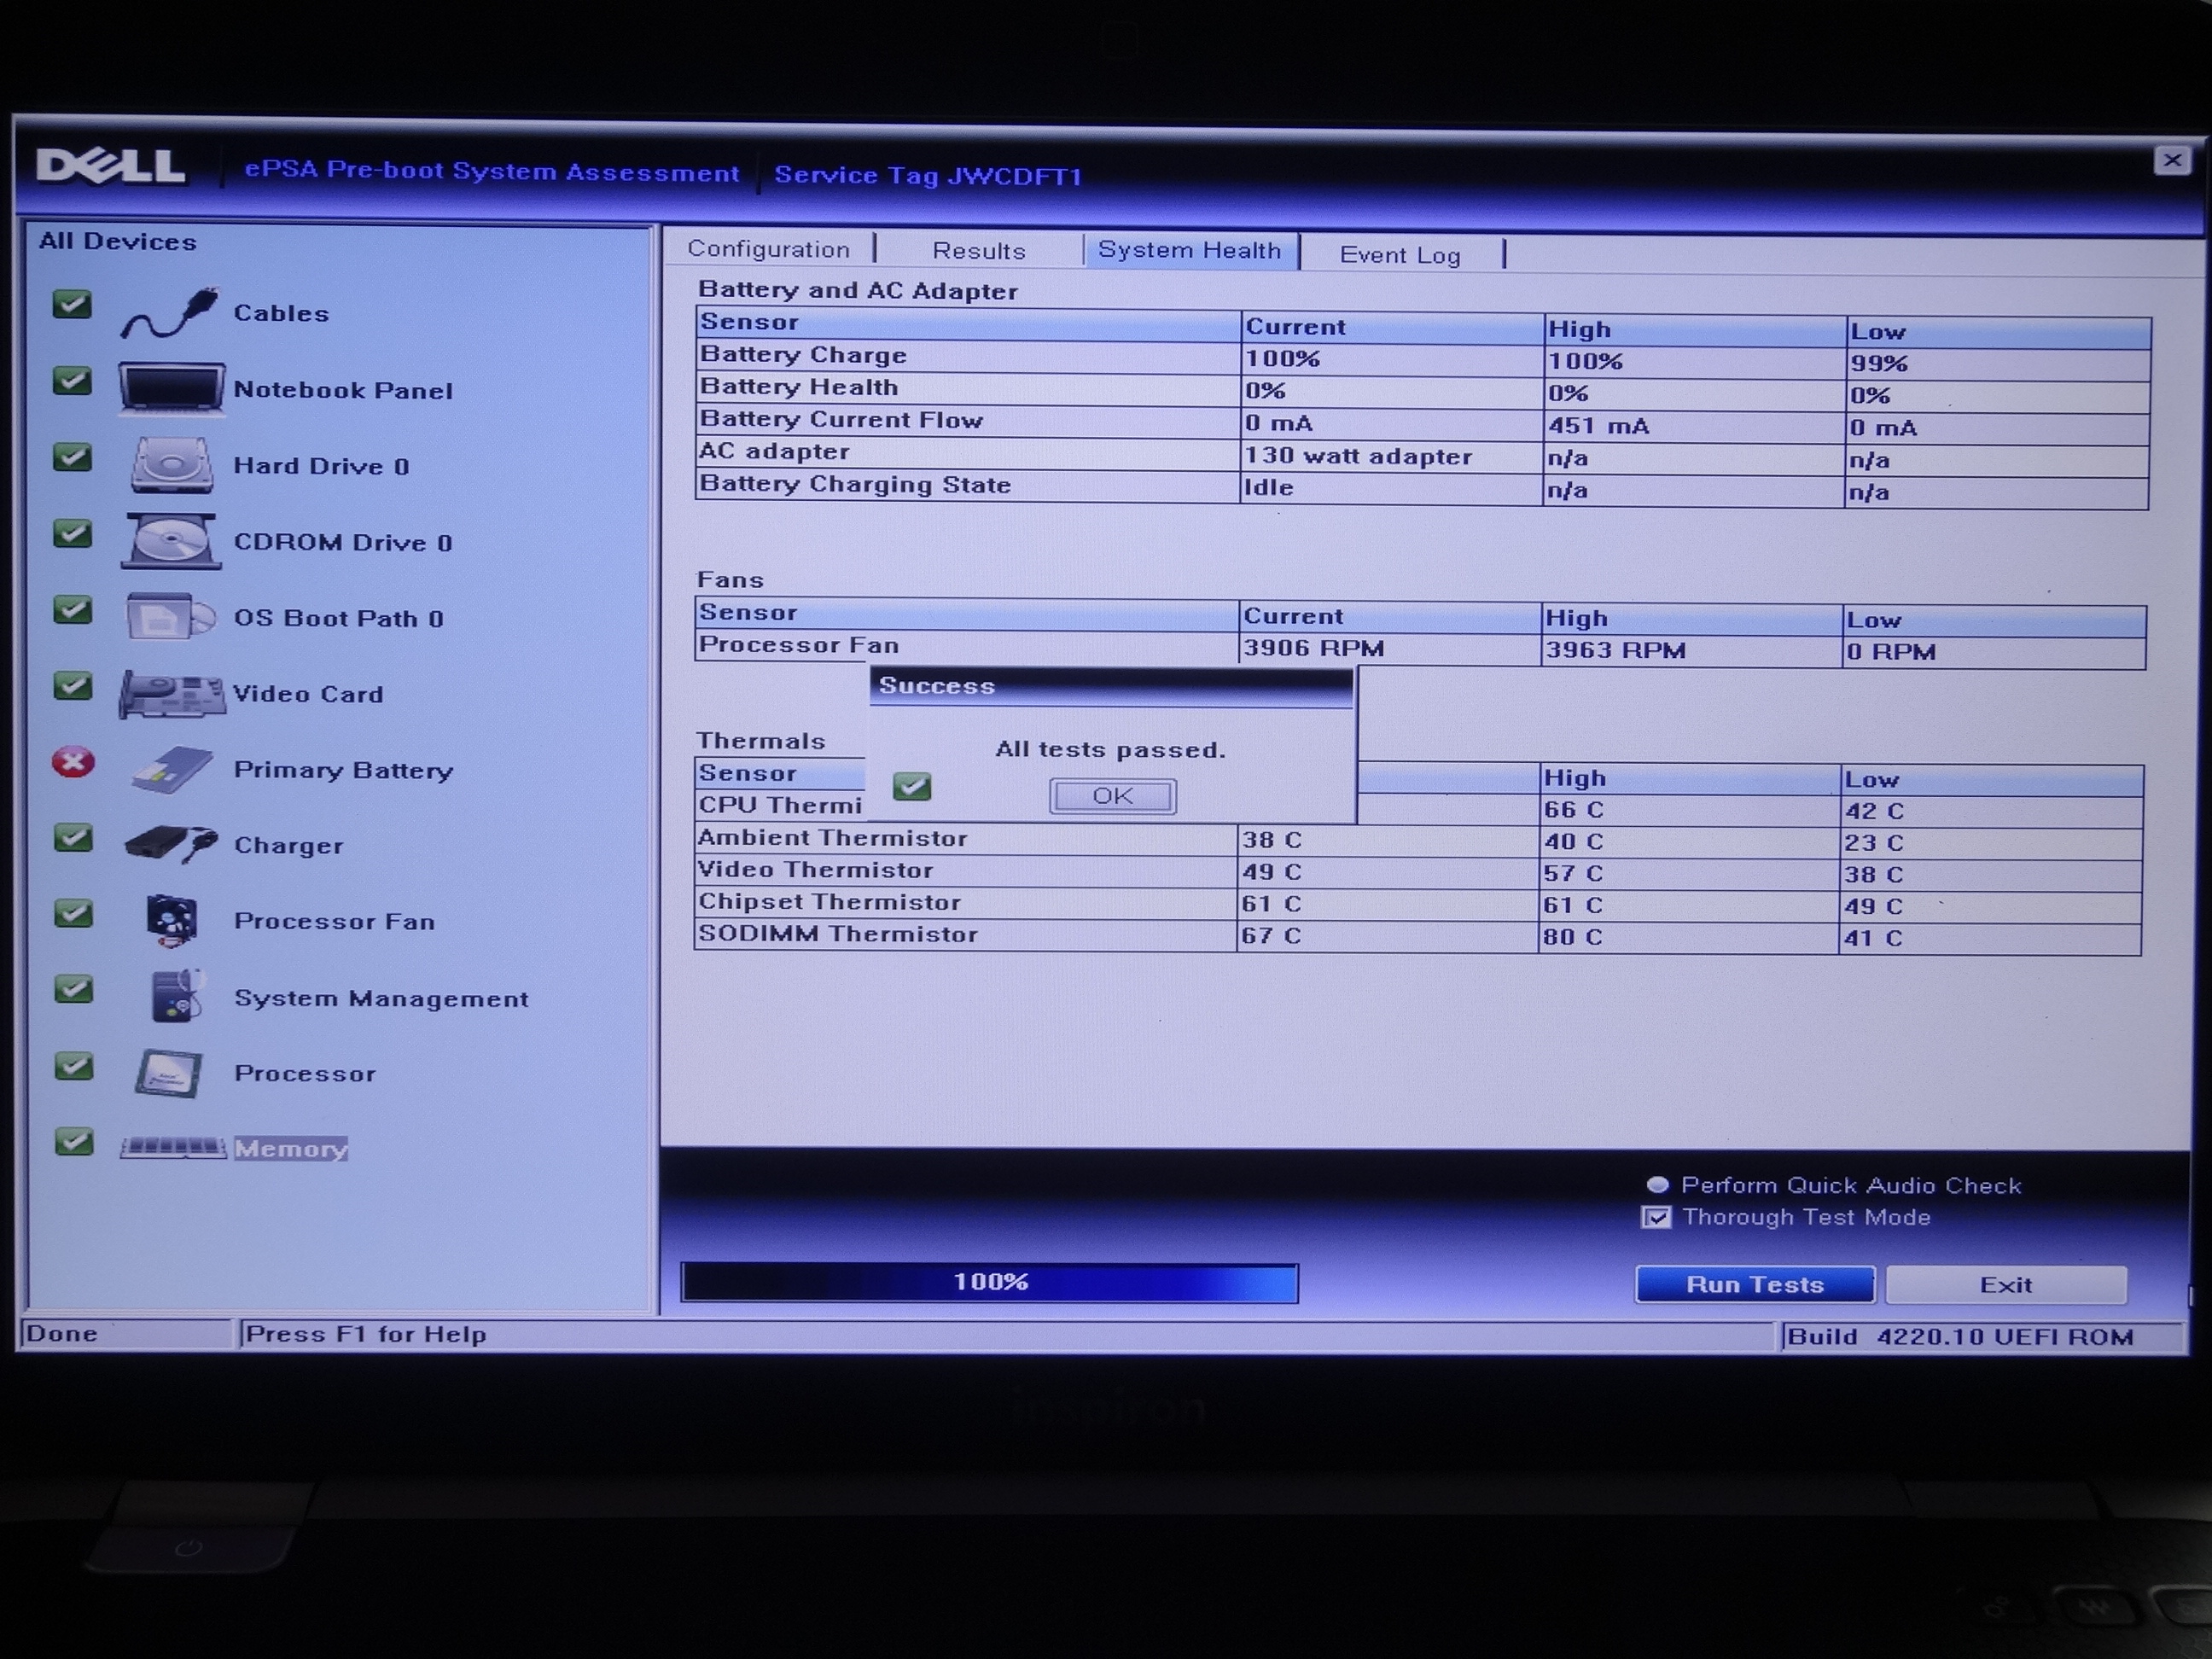 DELL ePSA Pre-boot System Assessment Service Tag JWCDFT1
All Devices
Cables
Notebook Panel
Hard Drive 0
CDROM Drive 0
OS Boot Path 0
Video Card
Primary Battery
Charger
Processor Fan
System Management
Processor
Memory
Configuration Results System Health Event Log
Battery and AC Adapter
Sensor Current High Low
Battery Charge 100% 100% 99%
Battery Health 0% 0% 0%
Battery Current Flow 0 mA 451 mA 0 mA
AC adapter 130 watt adapter n/a n/a
Battery Charging State Idle n/a n/a
Fans
Sensor Current High Low
Processor Fan 3906 RPM 3963 RPM 0 RPM
Success
All tests passed.
OK
Thermals
Sensor High Low
CPU Thermi 66 C 42 C
Ambient Thermistor 38 C 40 C 23 C
Video Thermistor 49 C 57 C 38 C
Chipset Thermistor 61 C 61 C 49 C
SODIMM Thermistor 67 C 80 C 41 C
Perform Quick Audio Check
Thorough Test Mode
100%
Run Tests Exit
Done Press F1 for Help Build 4220.10 UEFI ROM
inspiron